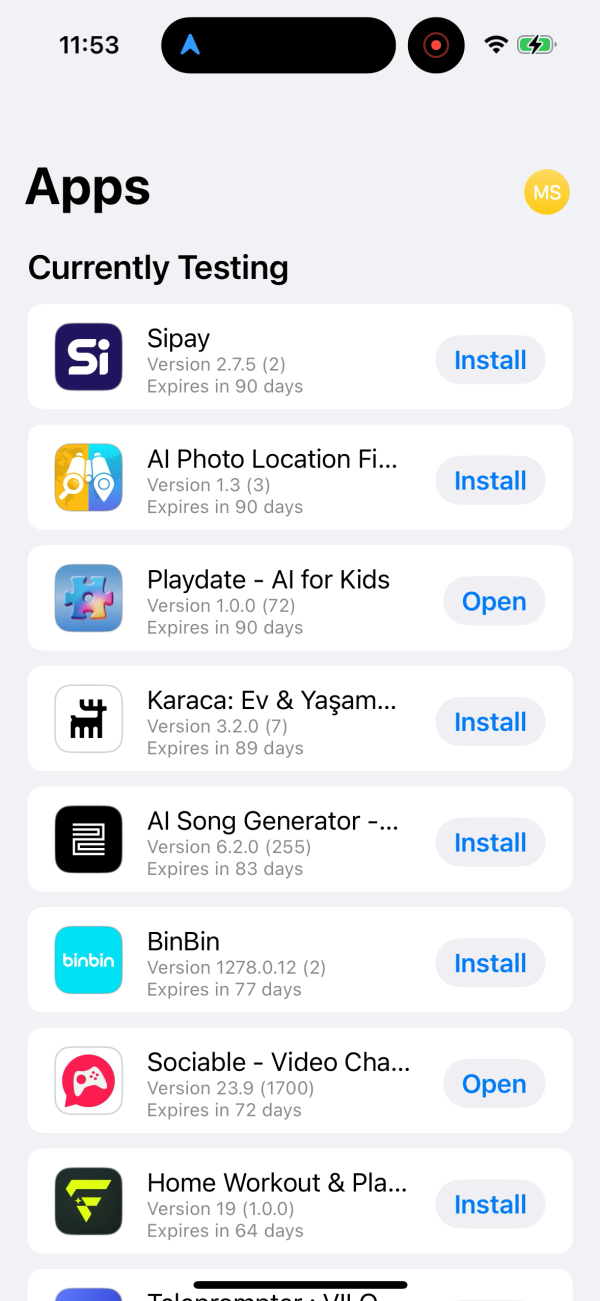 11:53
Apps
MS
Currently Testing
Si
Sipay
Version 2.7.5 (2)
Expires in 90 days
Install
AI Photo Location Fi...
Version 1.3 (3)
Expires in 90 days
Install
Playdate - AI for Kids
Version 1.0.0 (72)
Expires in 90 days
Open
Karaca: Ev & Yaşam...
Version 3.2.0 (7)
Expires in 89 days
Install
AI Song Generator -...
Version 6.2.0 (255)
Expires in 83 days
Install
binbin
BinBin
Version 1278.0.12 (2)
Expires in 77 days
Install
Sociable - Video Cha...
Version 23.9 (1700)
Expires in 72 days
Open
Home Workout & Pla...
Version 19 (1.0.0)
Expires in 64 days
Install